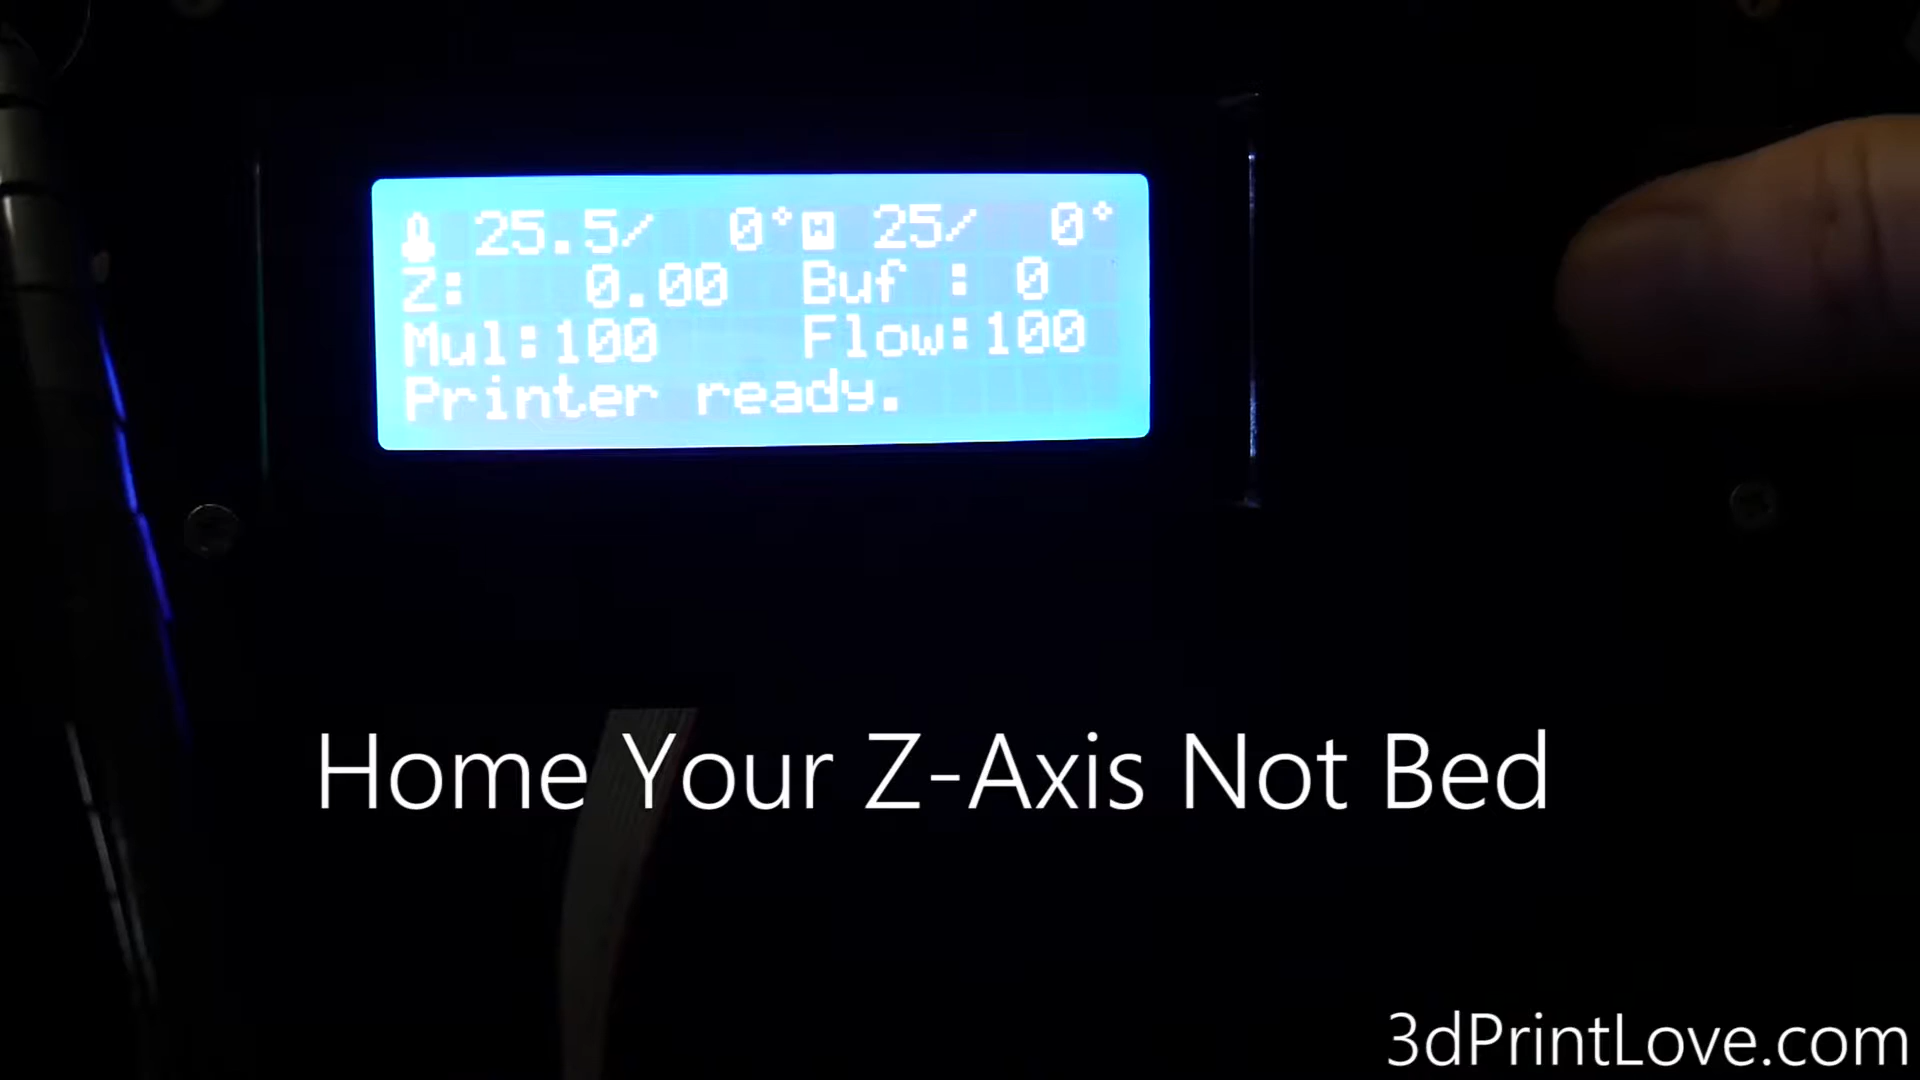 25.5/ 0° 25/ 0°
Z: 0.00 Buf : 0
Mul:100 Flow:100
Printer ready.
Home Your Z-Axis Not Bed
3dPrintLove.com